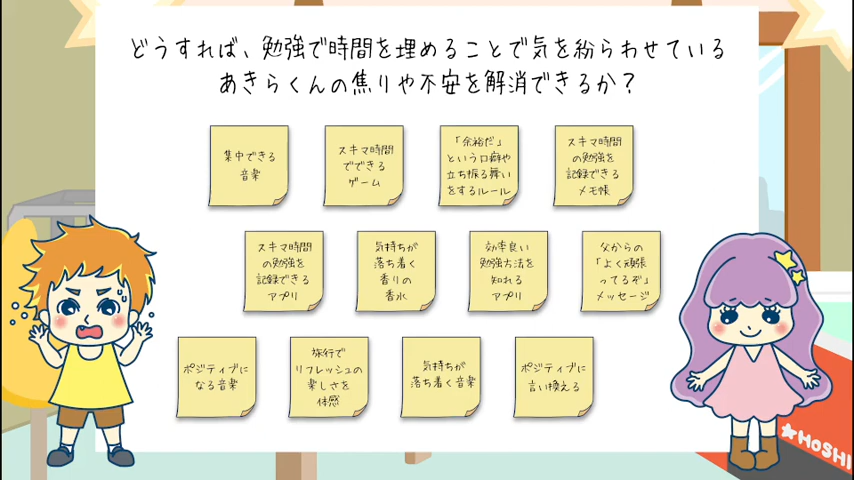 どうすれば、勉強で時間を埋めることで気を紛らわせている
あきらくんの焦りや不安を解消できるか？
集中できる
音楽
スキマ時間
でできる
ゲーム
「余裕だ」
という口癖や
立ち振る舞い
をするルール
スキマ時間
の勉強を
記録できる
メモ帳
スキマ時間
の勉強を
記録できる
アプリ
気持ちが
落ち着く
香りの
香水
効率良い
勉強方法を
知れる
アプリ
父からの
「よく頑張
ってるぞ」
メッセージ
ポジティブに
なる音楽
旅行で
リフレッシュの
楽しさを
体感
気持ちが
落ち着く音楽
ポジティブに
言い換える
★HOSHI